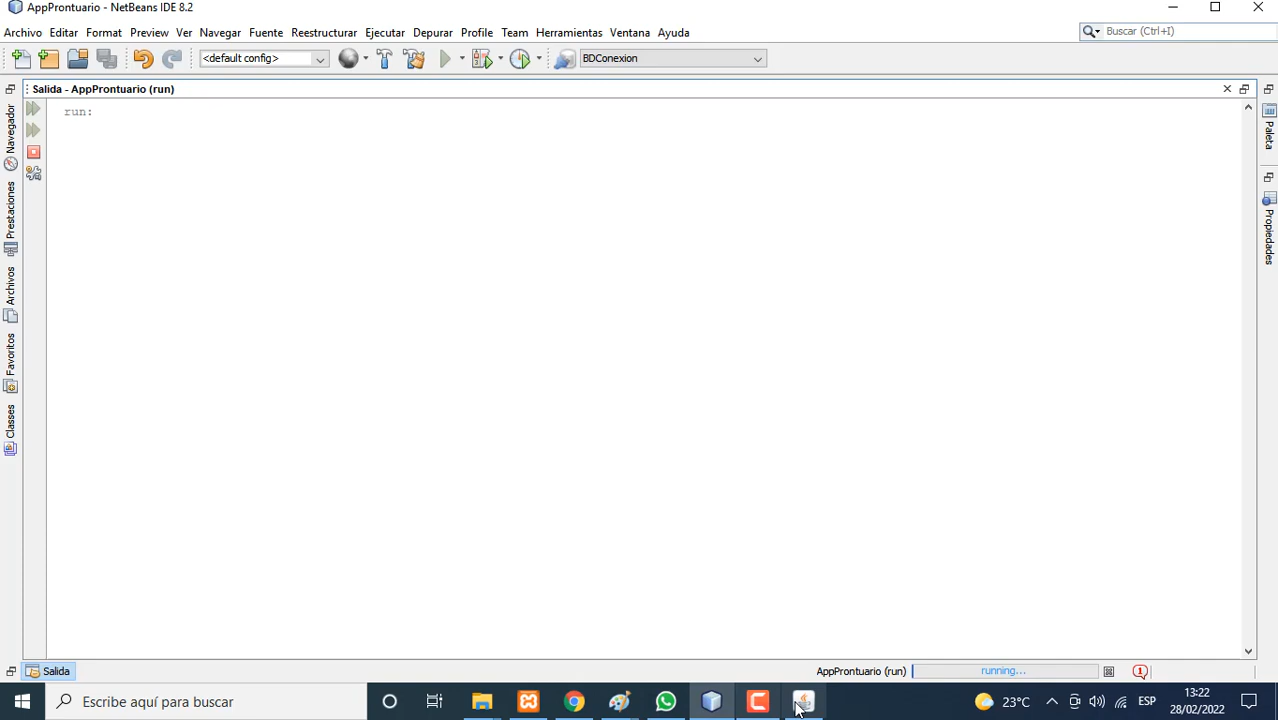 AppProntuario - NetBeans IDE 8.2
Archivo Editar Format Preview Ver Navegar Fuente Reestructurar Ejecutar Depurar Profile Team Herramientas Ventana Ayuda
Buscar (Ctrl+I)
<default config>
BDConexion
Salida - AppProntuario (run)
run:
Navegador
Prestaciones
Archivos
Favoritos
Classes
Paleta
Propiedades
Salida
AppProntuario (run)
running...
1
Escribe aquí para buscar
23°C
ESP
13:22
28/02/2022